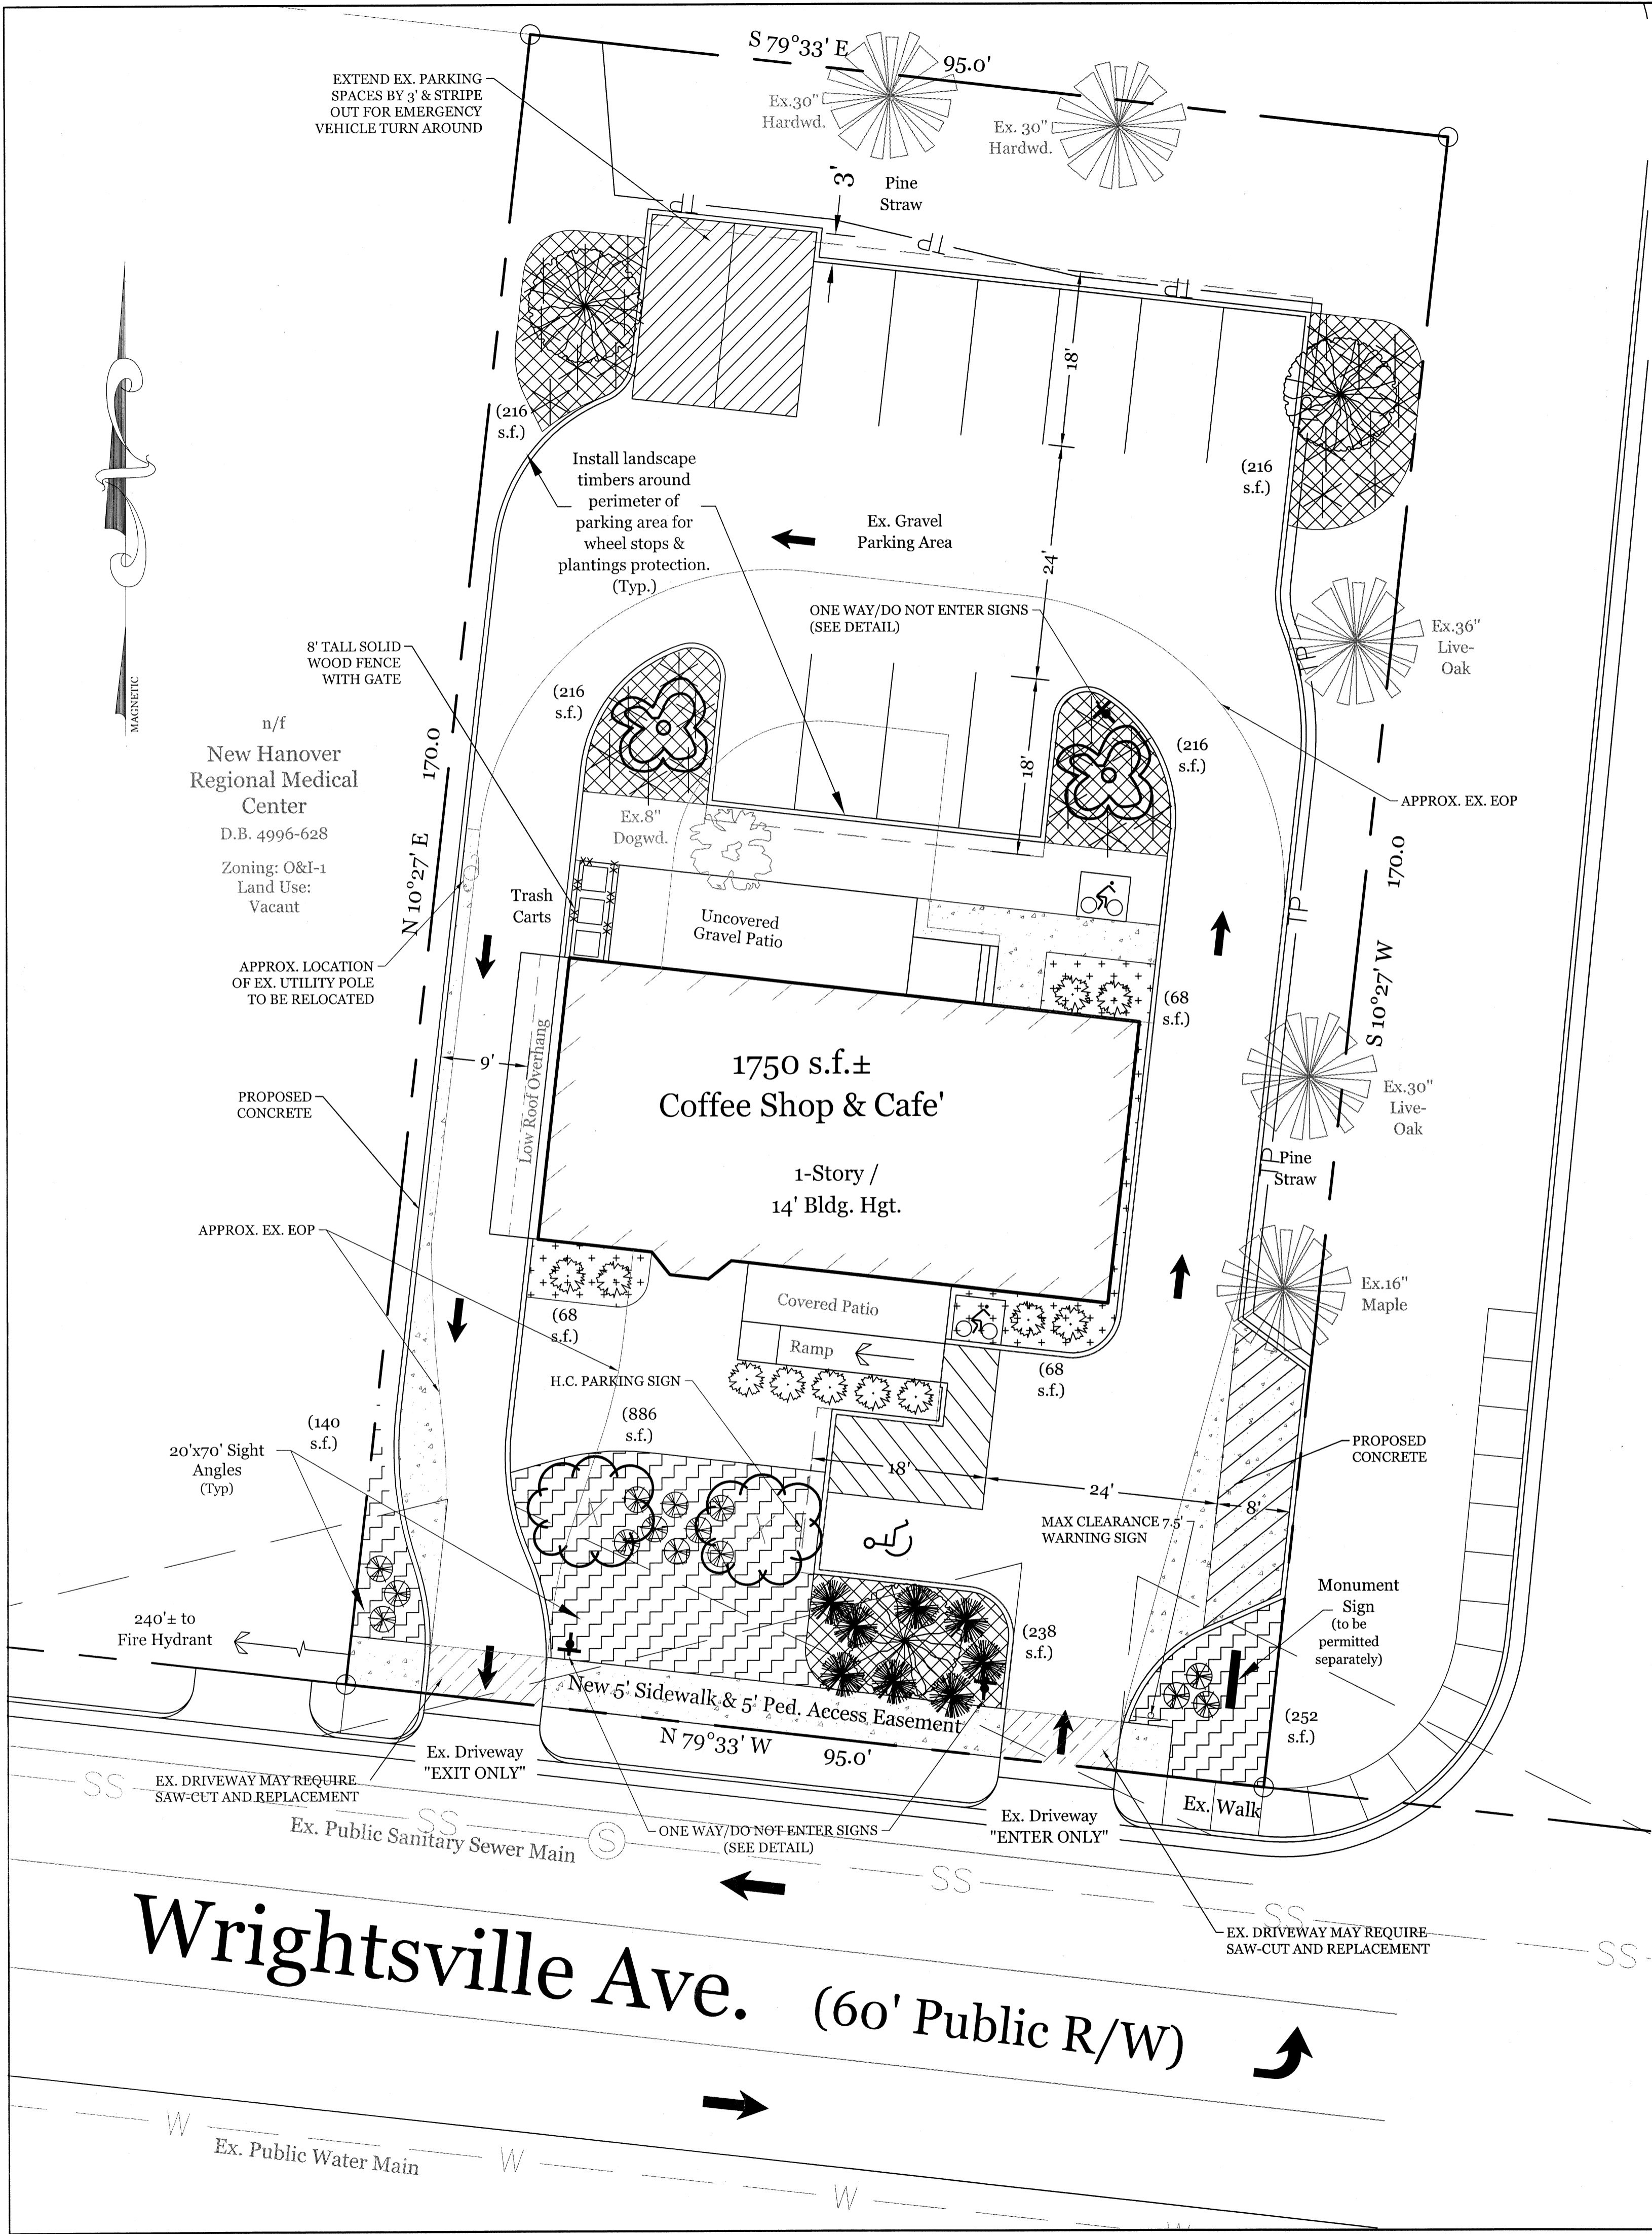 S 79°33' E
95.0'
EXTEND EX. PARKING
SPACES BY 3' & STRIPE
OUT FOR EMERGENCY
VEHICLE TURN AROUND
Ex.30"
Hardwd.
Ex. 30"
Hardwd.
3'
Pine
Straw
TP
TP
TP
18'
(216
s.f.)
TP
(216
s.f.)
Install landscape
timbers around
perimeter of
parking area for
wheel stops &
plantings protection.
(Typ.)
Ex. Gravel
Parking Area
24'
ONE WAY/DO NOT ENTER SIGNS
(SEE DETAIL)
Ex.36"
Live-
Oak
TP
8' TALL SOLID
WOOD FENCE
WITH GATE
MAGNETIC
(216
s.f.)
(216
s.f.)
18'
n/f
New Hanover
Regional Medical
Center
D.B. 4996-628
Zoning: O&I-1
Land Use:
Vacant
N 10°27' E
170.0
APPROX. EX. EOP
Ex.8"
Dogwd.
170.0
S 10°27' W
TP
Trash
Carts
Uncovered
Gravel Patio
APPROX. LOCATION
OF EX. UTILITY POLE
TO BE RELOCATED
(68
s.f.)
9'
Low Roof Overhang
1750 s.f.±
Coffee Shop & Cafe'
1-Story /
14' Bldg. Hgt.
Ex.30"
Live-
Oak
PROPOSED
CONCRETE
TP
Pine
Straw
APPROX. EX. EOP
Ex.16"
Maple
Covered Patio
Ramp
(68
s.f.)
(68
s.f.)
H.C. PARKING SIGN
(886
s.f.)
(140
s.f.)
20'x70' Sight
Angles
(Typ)
PROPOSED
CONCRETE
18'
24'
8'
MAX CLEARANCE 7.5'
WARNING SIGN
Monument
Sign
(to be
permitted
separately)
240'± to
Fire Hydrant
(238
s.f.)
New 5' Sidewalk & 5' Ped. Access Easement
N 79°33' W
95.0'
(252
s.f.)
Ex. Driveway
"EXIT ONLY"
EX. DRIVEWAY MAY REQUIRE
SAW-CUT AND REPLACEMENT
Ex. Walk
Ex. Driveway
"ENTER ONLY"
ONE WAY/DO NOT ENTER SIGNS
(SEE DETAIL)
SS
SS
S
SS
SS
SS
Ex. Public Sanitary Sewer Main
EX. DRIVEWAY MAY REQUIRE
SAW-CUT AND REPLACEMENT
Wrightsville Ave.
(60' Public R/W)
W
W
W
W
Ex. Public Water Main